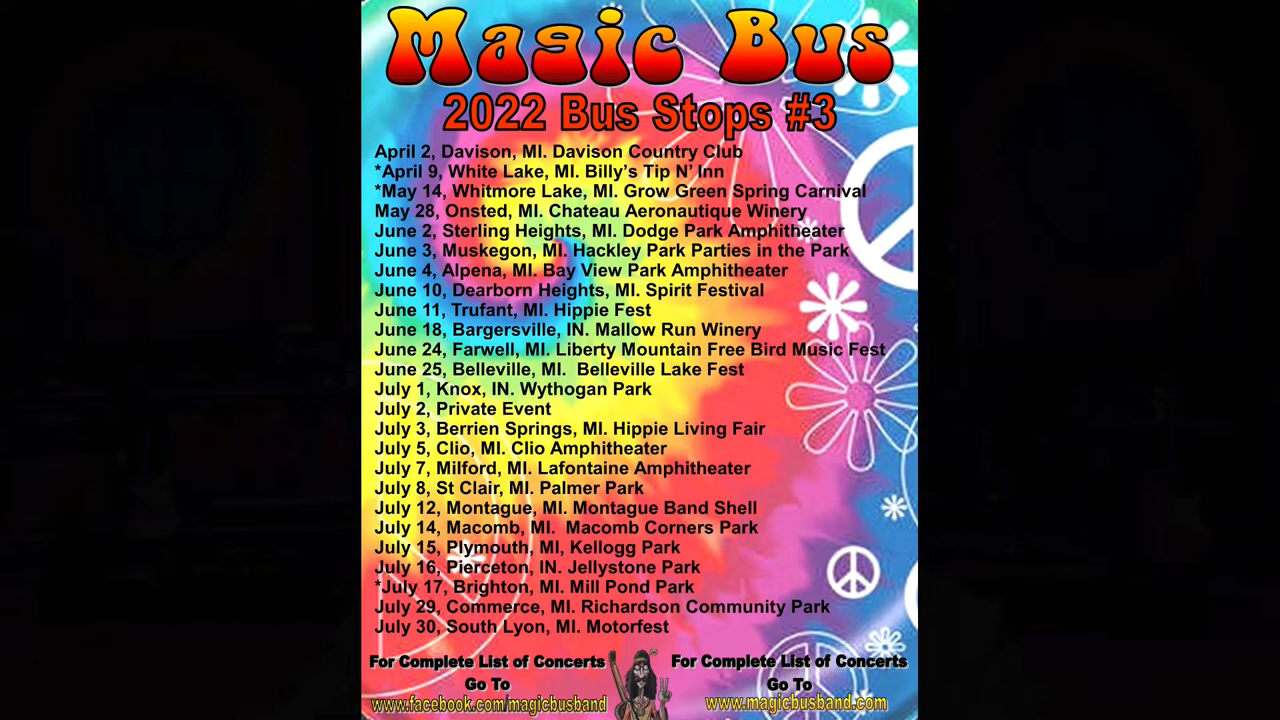 Magic Bus
2022 Bus Stops #3
April 2, Davison, MI. Davison Country Club
*April 9, White Lake, MI. Billy's Tip N' Inn
*May 14, Whitmore Lake, MI. Grow Green Spring Carnival
May 28, Onsted, MI. Chateau Aeronautique Winery
June 2, Sterling Heights, MI. Dodge Park Amphitheater
June 3, Muskegon, MI. Hackley Park Parties in the Park
June 4, Alpena, MI. Bay View Park Amphitheater
June 10, Dearborn Heights, MI. Spirit Festival
June 11, Trufant, MI. Hippie Fest
June 18, Bargersville, IN. Mallow Run Winery
June 24, Farwell, MI. Liberty Mountain Free Bird Music Fest
June 25, Belleville, MI.  Belleville Lake Fest
July 1, Knox, IN. Wythogan Park
July 2, Private Event
July 3, Berrien Springs, MI. Hippie Living Fair
July 5, Clio, MI. Clio Amphitheater
July 7, Milford, MI. Lafontaine Amphitheater
July 8, St Clair, MI. Palmer Park
July 12, Montague, MI. Montague Band Shell
July 14, Macomb, MI.  Macomb Corners Park
July 15, Plymouth, MI, Kellogg Park
July 16, Pierceton, IN. Jellystone Park
*July 17, Brighton, MI. Mill Pond Park
July 29, Commerce, MI. Richardson Community Park
July 30, South Lyon, MI. Motorfest
For Complete List of Concerts
Go To
www.facebook.com/magicbusband
For Complete List of Concerts
Go To
www.magicbusband.com